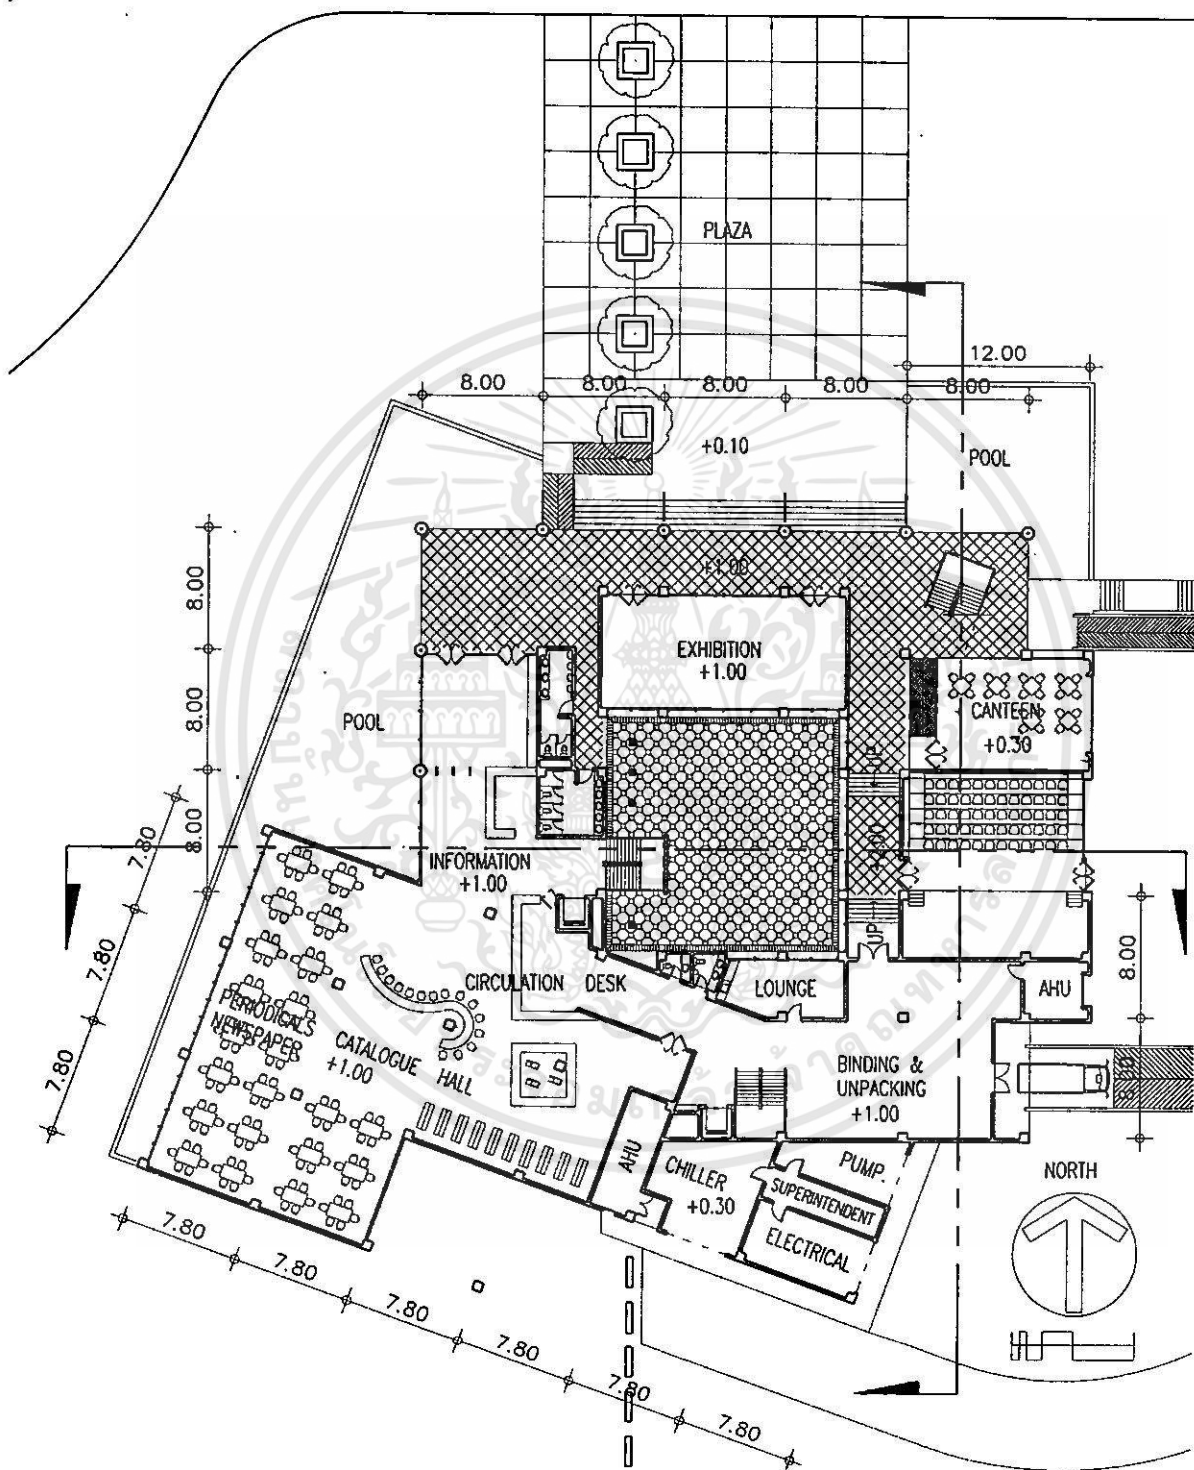 PLAZA
12.00
8.00
8.00
8.00
8.00
8.00
+0.10
POOL
+1.00
8.00
EXHIBITION
+1.00
8.00
POOL
CANTEEN
+0.30
UP
8.00
7.80
INFORMATION
+1.00
7.80
UP
8.00
CIRCULATION DESK
LOUNGE
AHU
PERIODICALS
NEWSPAPER
CATALOGUE HALL
+1.00
7.80
BINDING &
UNPACKING
+1.00
8.00
AHU
CHILLER
+0.30
PUMP.
SUPERINTENDENT
ELECTRICAL
NORTH
7.80
7.80
7.80
7.80
7.80
7.80